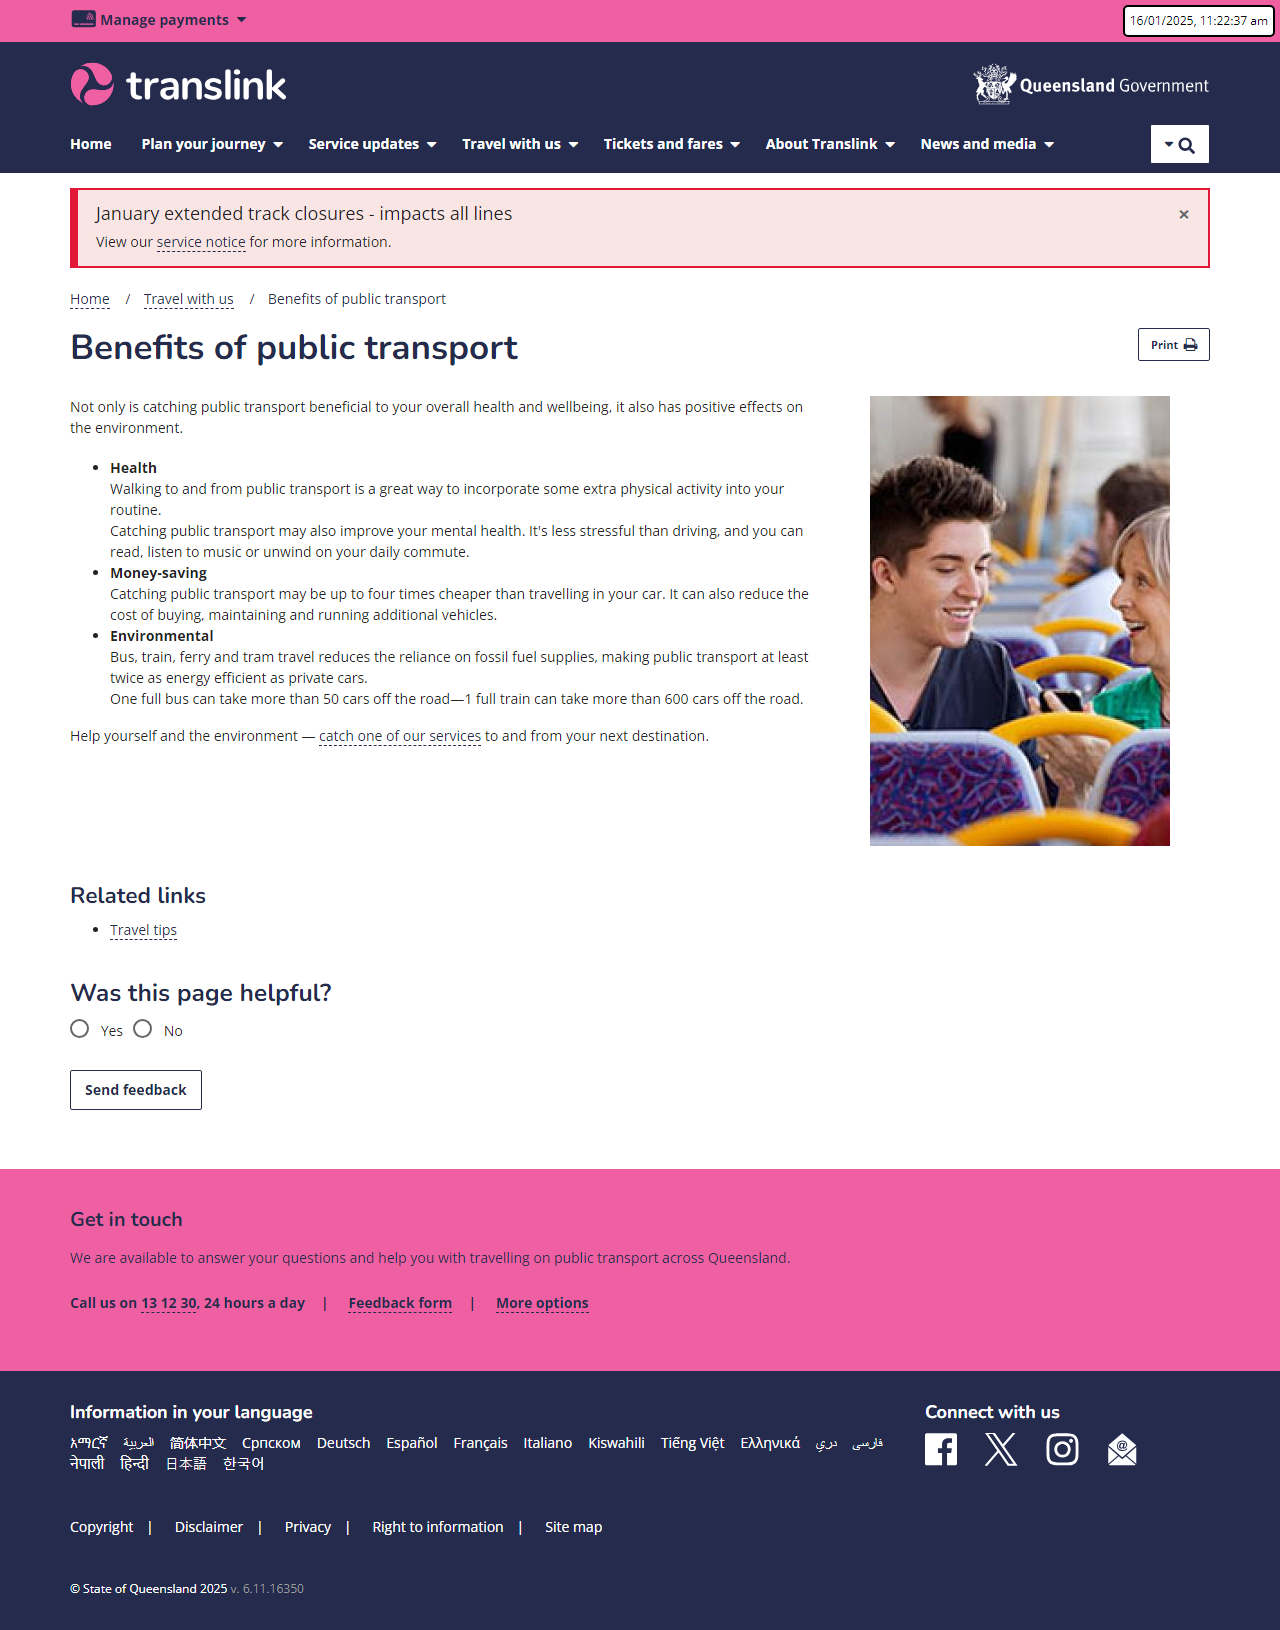 Manage payments
16/01/2025, 11:22:37 am
translink
Queensland Government
Home Plan your journey Service updates Travel with us Tickets and fares About Translink News and media
January extended track closures - impacts all lines
×
View our service notice for more information.
Home / Travel with us / Benefits of public transport
Benefits of public transport
Print
Not only is catching public transport beneficial to your overall health and wellbeing, it also has positive effects on
the environment.
• Health
Walking to and from public transport is a great way to incorporate some extra physical activity into your
routine.
Catching public transport may also improve your mental health. It's less stressful than driving, and you can
read, listen to music or unwind on your daily commute.
• Money-saving
Catching public transport may be up to four times cheaper than travelling in your car. It can also reduce the
cost of buying, maintaining and running additional vehicles.
• Environmental
Bus, train, ferry and tram travel reduces the reliance on fossil fuel supplies, making public transport at least
twice as energy efficient as private cars.
One full bus can take more than 50 cars off the road—1 full train can take more than 600 cars off the road.
Help yourself and the environment — catch one of our services to and from your next destination.
Related links
• Travel tips
Was this page helpful?
Yes No
Send feedback
Get in touch
We are available to answer your questions and help you with travelling on public transport across Queensland.
Call us on 13 12 30, 24 hours a day | Feedback form | More options
Information in your language
አማርኛ العربية 简体中文 Српском Deutsch Español Français Italiano Kiswahili Tiếng Việt Ελληνικά دری فارسی
नेपाली हिन्दी 日本語 한국어
Connect with us
Copyright | Disclaimer | Privacy | Right to information | Site map
© State of Queensland 2025 v. 6.11.16350